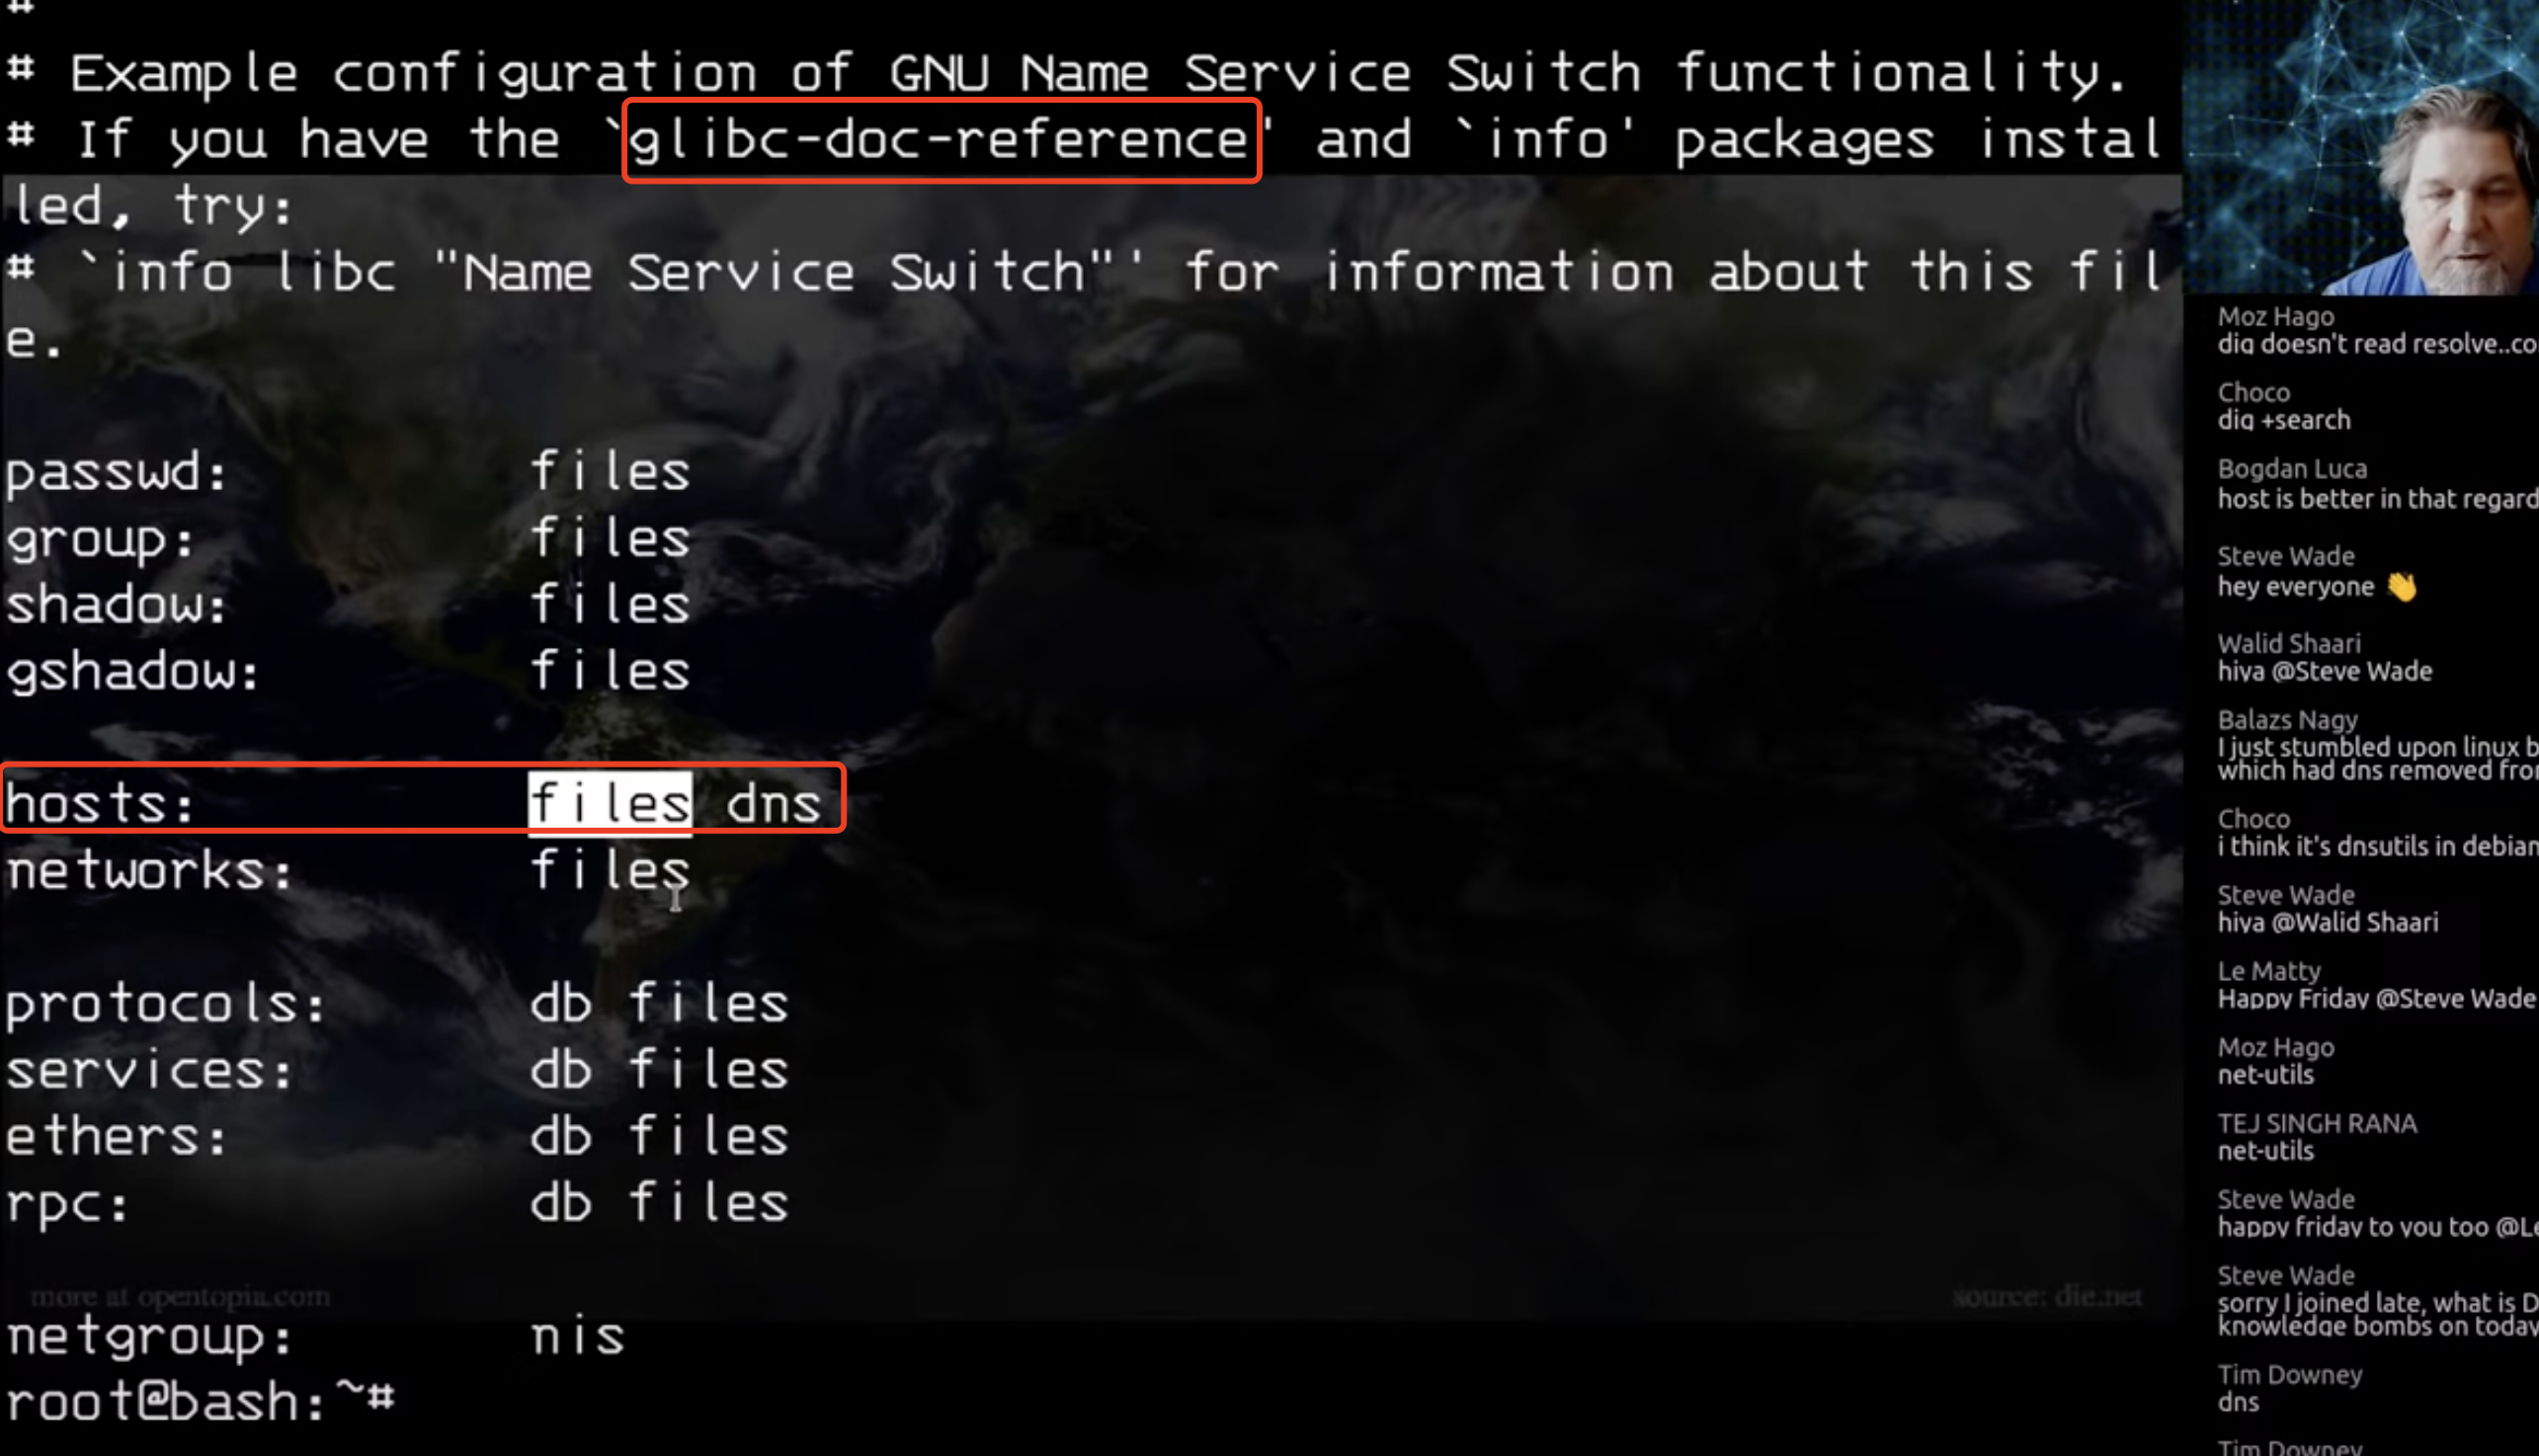 #
# Example configuration of GNU Name Service Switch functionality.
# If you have the `glibc-doc-reference' and `info' packages instal
led, try:
# `info libc "Name Service Switch"' for information about this fil
e.
passwd:         files
group:          files
shadow:         files
gshadow:        files
hosts:          files dns
networks:       files
protocols:      db files
services:       db files
ethers:         db files
rpc:            db files
more at opentopia.com
source: die.net
netgroup:       nis
root@bash:~#
Moz Hago
dig doesn't read resolve..co
Choco
dig +search
Bogdan Luca
host is better in that regard
Steve Wade
hey everyone 👋
Walid Shaari
hiya @Steve Wade
Balazs Nagy
I just stumbled upon linux b
which had dns removed fro
Choco
i think it's dnsutils in debian
Steve Wade
hiya @Walid Shaari
Le Matty
Happy Friday @Steve Wade
Moz Hago
net-utils
TEJ SINGH RANA
net-utils
Steve Wade
happy friday to you too @Le
Steve Wade
sorry I joined late, what is D
knowledge bombs on today
Tim Downey
dns
Tim Downey